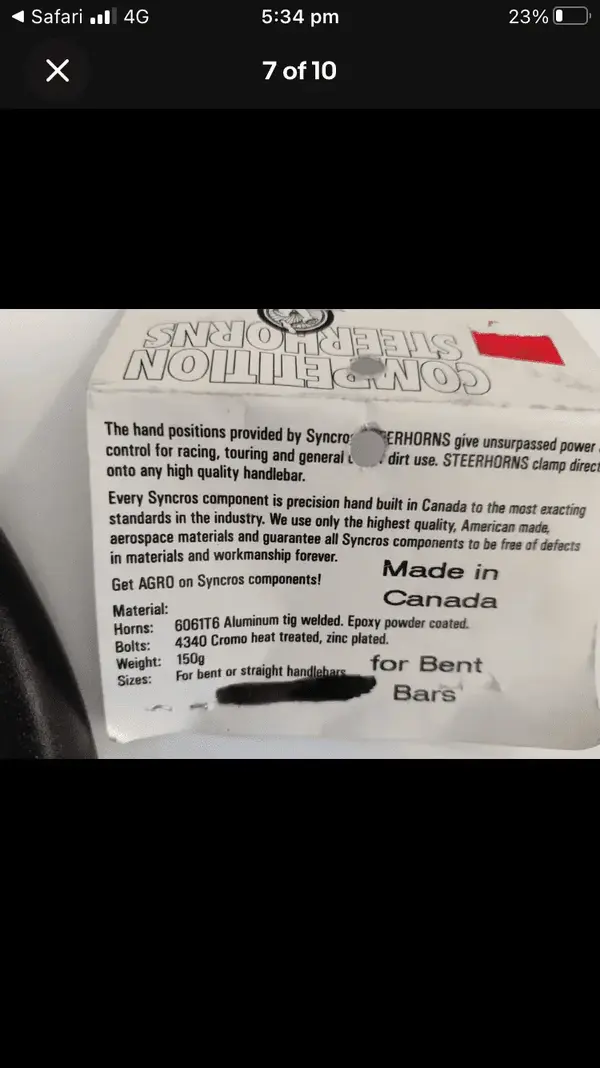 Safari 4G 5:34 pm 23%
7 of 10
COMPETITION
STEERHORNS
The hand positions provided by Syncro ERHORNS give unsurpassed power
control for racing, touring and general dirt use. STEERHORNS clamp direct
onto any high quality handlebar.
Every Syncros component is precision hand built in Canada to the most exacting
standards in the industry. We use only the highest quality, American made,
aerospace materials and guarantee all Syncros components to be free of defects
in materials and workmanship forever.
Get AGRO on Syncros components!
Made in
Canada
Material:
Horns: 6061T6 Aluminum tig welded. Epoxy powder coated.
Bolts: 4340 Cromo heat treated, zinc plated.
Weight: 150g
Sizes: For bent or straight handlebars
for Bent
Bars